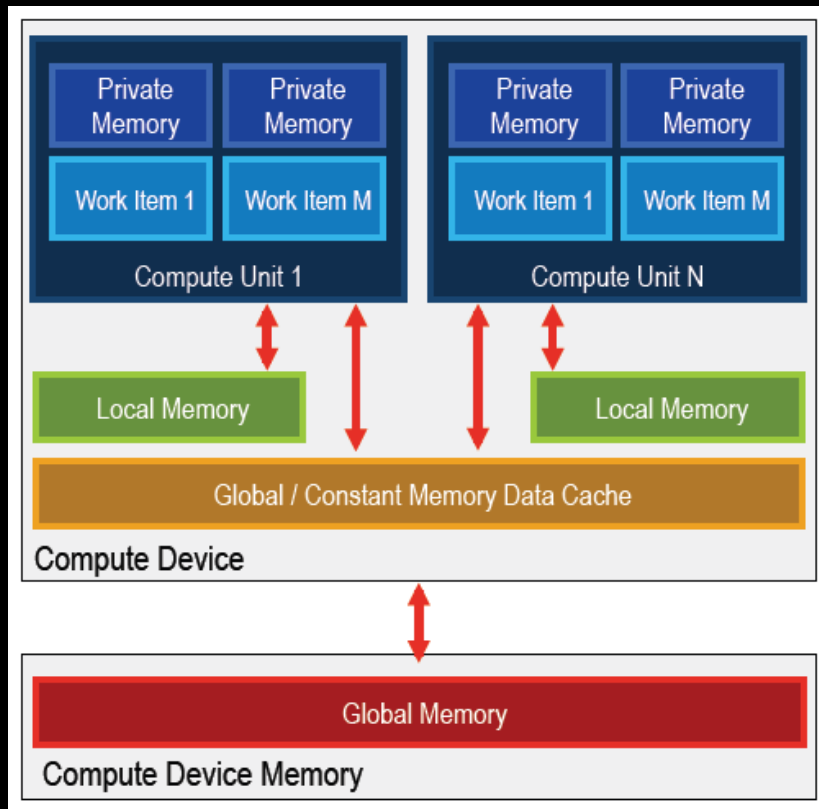 Private Memory
Private Memory
Private Memory
Private Memory
Work Item 1
Work Item M
Work Item 1
Work Item M
Compute Unit 1
Compute Unit N
Local Memory
Local Memory
Global / Constant Memory Data Cache
Compute Device
Global Memory
Compute Device Memory